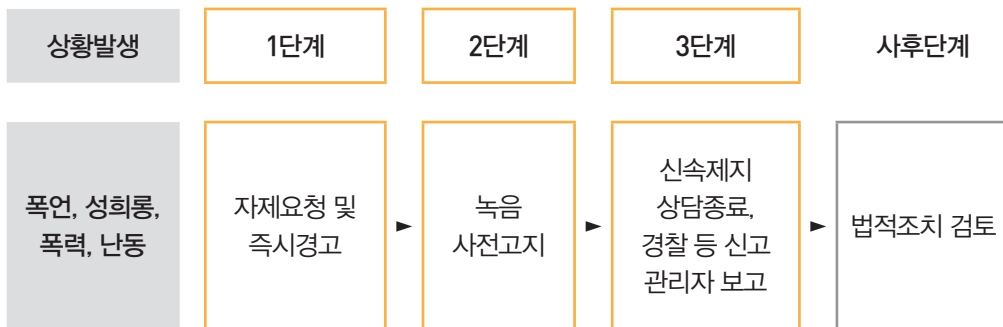 상황발생
1단계
2단계
3단계
사후단계
폭언, 성희롱,
폭력, 난동
자제요청 및
즉시경고
►
녹음
사전고지
►
신속제지
상담종료,
경찰 등 신고
관리자 보고
►
법적조치 검토